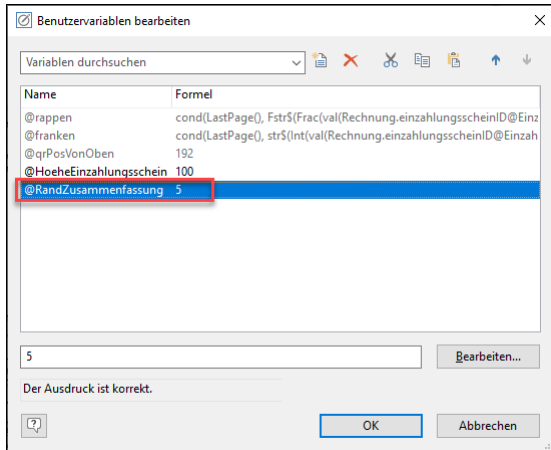 Benutzervariablen bearbeiten
Variablen durchsuchen
Name Formel
@rappen cond(LastPage(), Fstr$(Frac(val(Rechnung.einzahlungsscheinID@Einz
@franken cond(LastPage(), str$(Int(val(Rechnung.einzahlungsscheinID@Einzah
@qrPosVonOben 192
@HoeheEinzahlungsschein 100
@RandZusammenfassung 5
5
Bearbeiten...
Der Ausdruck ist korrekt.
OK Abbrechen